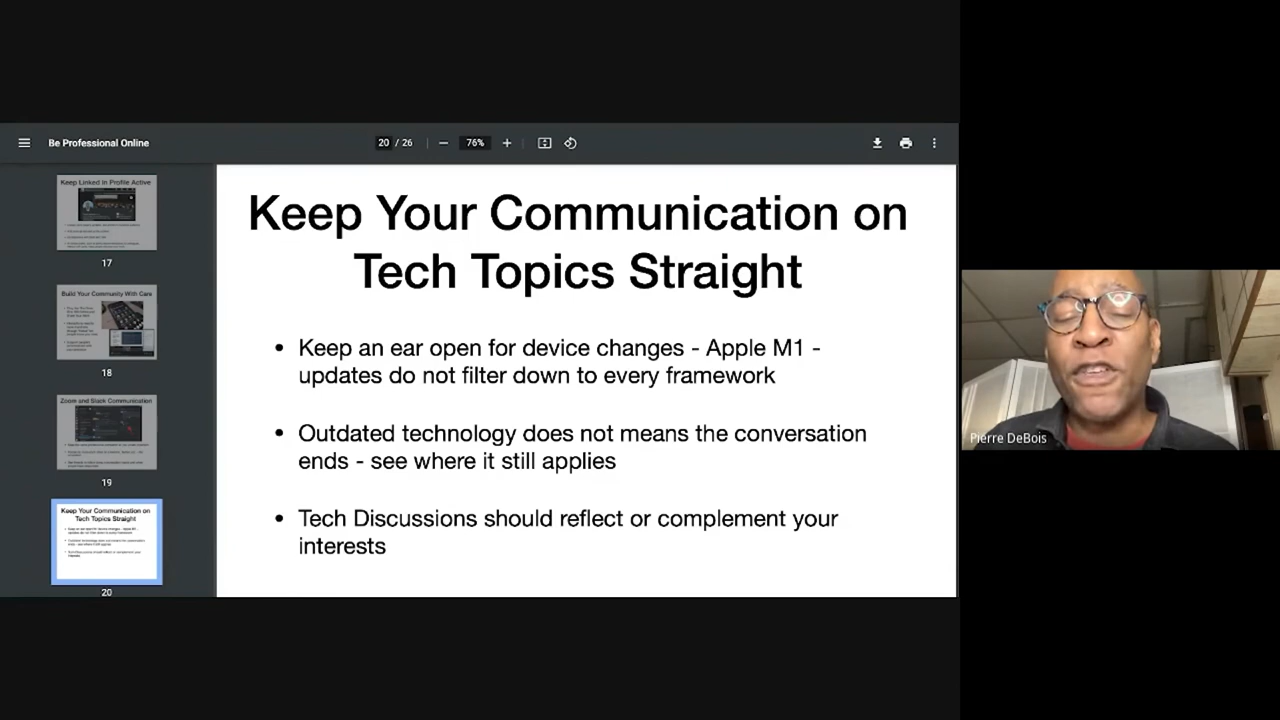 Be Professional Online
20 / 26
76%
Keep Linked In Profile Active
17
Build Your Community With Care
18
Zoom and Slack Communication
19
Keep Your Communication on
Tech Topics Straight
20
Keep Your Communication on
Tech Topics Straight
• Keep an ear open for device changes - Apple M1 -
updates do not filter down to every framework
• Outdated technology does not means the conversation
ends - see where it still applies
• Tech Discussions should reflect or complement your
interests
Pierre DeBois